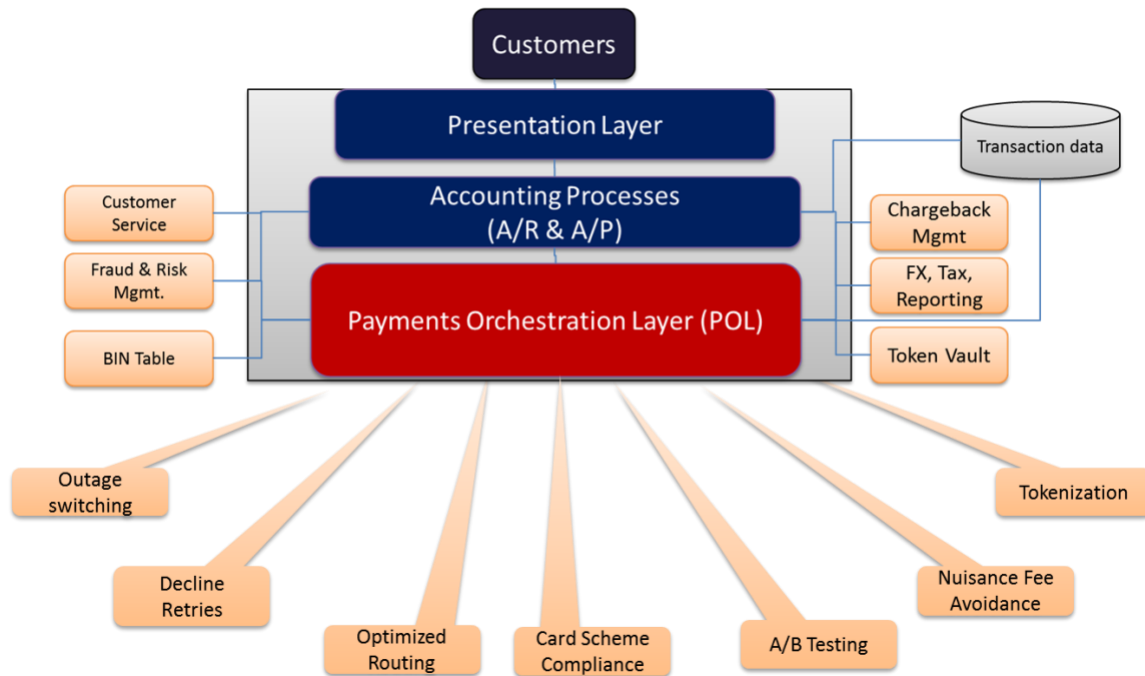 Customers
Presentation Layer
Transaction data
Accounting Processes
(A/R & A/P)
Customer
Service
Chargeback
Mgmt
Fraud & Risk
Mgmt.
FX, Tax,
Reporting
Payments Orchestration Layer (POL)
BIN Table
Token Vault
Outage
switching
Tokenization
Decline
Retries
Nuisance Fee
Avoidance
Optimized
Routing
Card Scheme
Compliance
A/B Testing